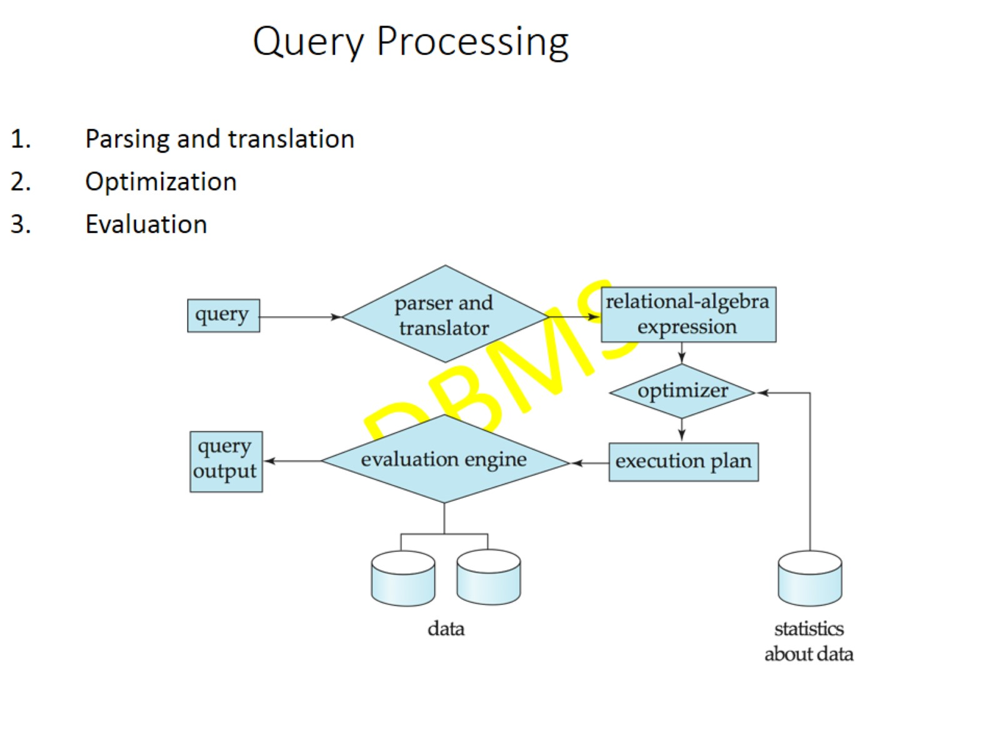 Query Processing
1. Parsing and translation
2. Optimization
3. Evaluation
query
parser and
translator
relational-algebra
expression
optimizer
DBMS
query
output
evaluation engine
execution plan
data
statistics
about data